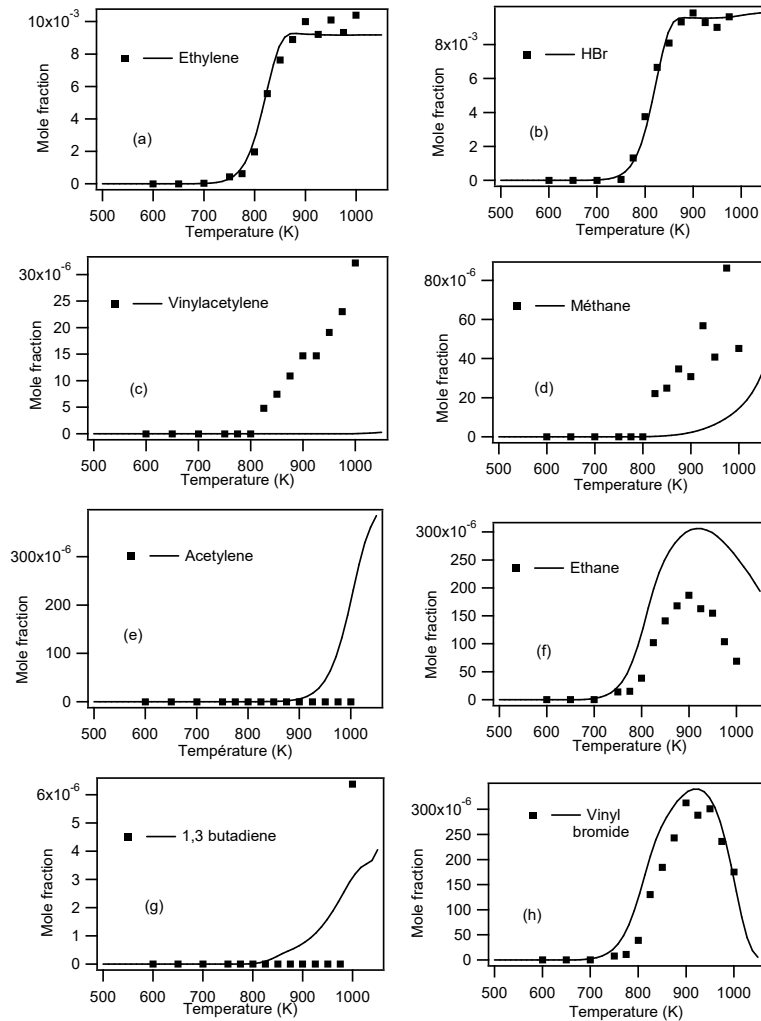 10x10-3
8
6
4
2
0
Mole fraction
Ethylene
(a)
500 600 700 800 900 1000
Temperature (K)
8x10-3
6
4
2
0
Mole fraction
HBr
(b)
500 600 700 800 900 1000
Temperature (K)
30x10-6
25
20
15
10
5
0
Mole fraction
Vinylacetylene
(c)
500 600 700 800 900 1000
Temperature (K)
80x10-6
60
40
20
0
Mole fraction
Méthane
(d)
500 600 700 800 900 1000
Temperature (K)
300x10-6
200
100
0
Mole fraction
Acetylene
(e)
500 600 700 800 900 1000
Température (K)
300x10-6
250
200
150
100
50
0
Mole fraction
Ethane
(f)
500 600 700 800 900 1000
Temperature (K)
6x10-6
5
4
3
2
1
0
Mole fraction
1,3 butadiene
(g)
500 600 700 800 900 1000
Temperature (K)
300x10-6
250
200
150
100
50
0
Mole fraction
Vinyl
bromide
(h)
500 600 700 800 900 1000
Temperature (K)